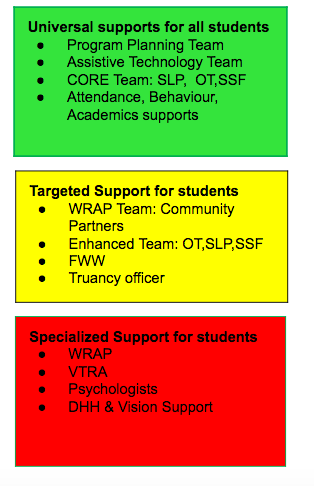 Universal supports for all students
● Program Planning Team
● Assistive Technology Team
● CORE Team: SLP, OT,SSF
● Attendance, Behaviour,
Academics supports
Targeted Support for students
● WRAP Team: Community
Partners
● Enhanced Team: OT,SLP,SSF
● FWW
● Truancy officer
Specialized Support for students
● WRAP
● VTRA
● Psychologists
● DHH & Vision Support